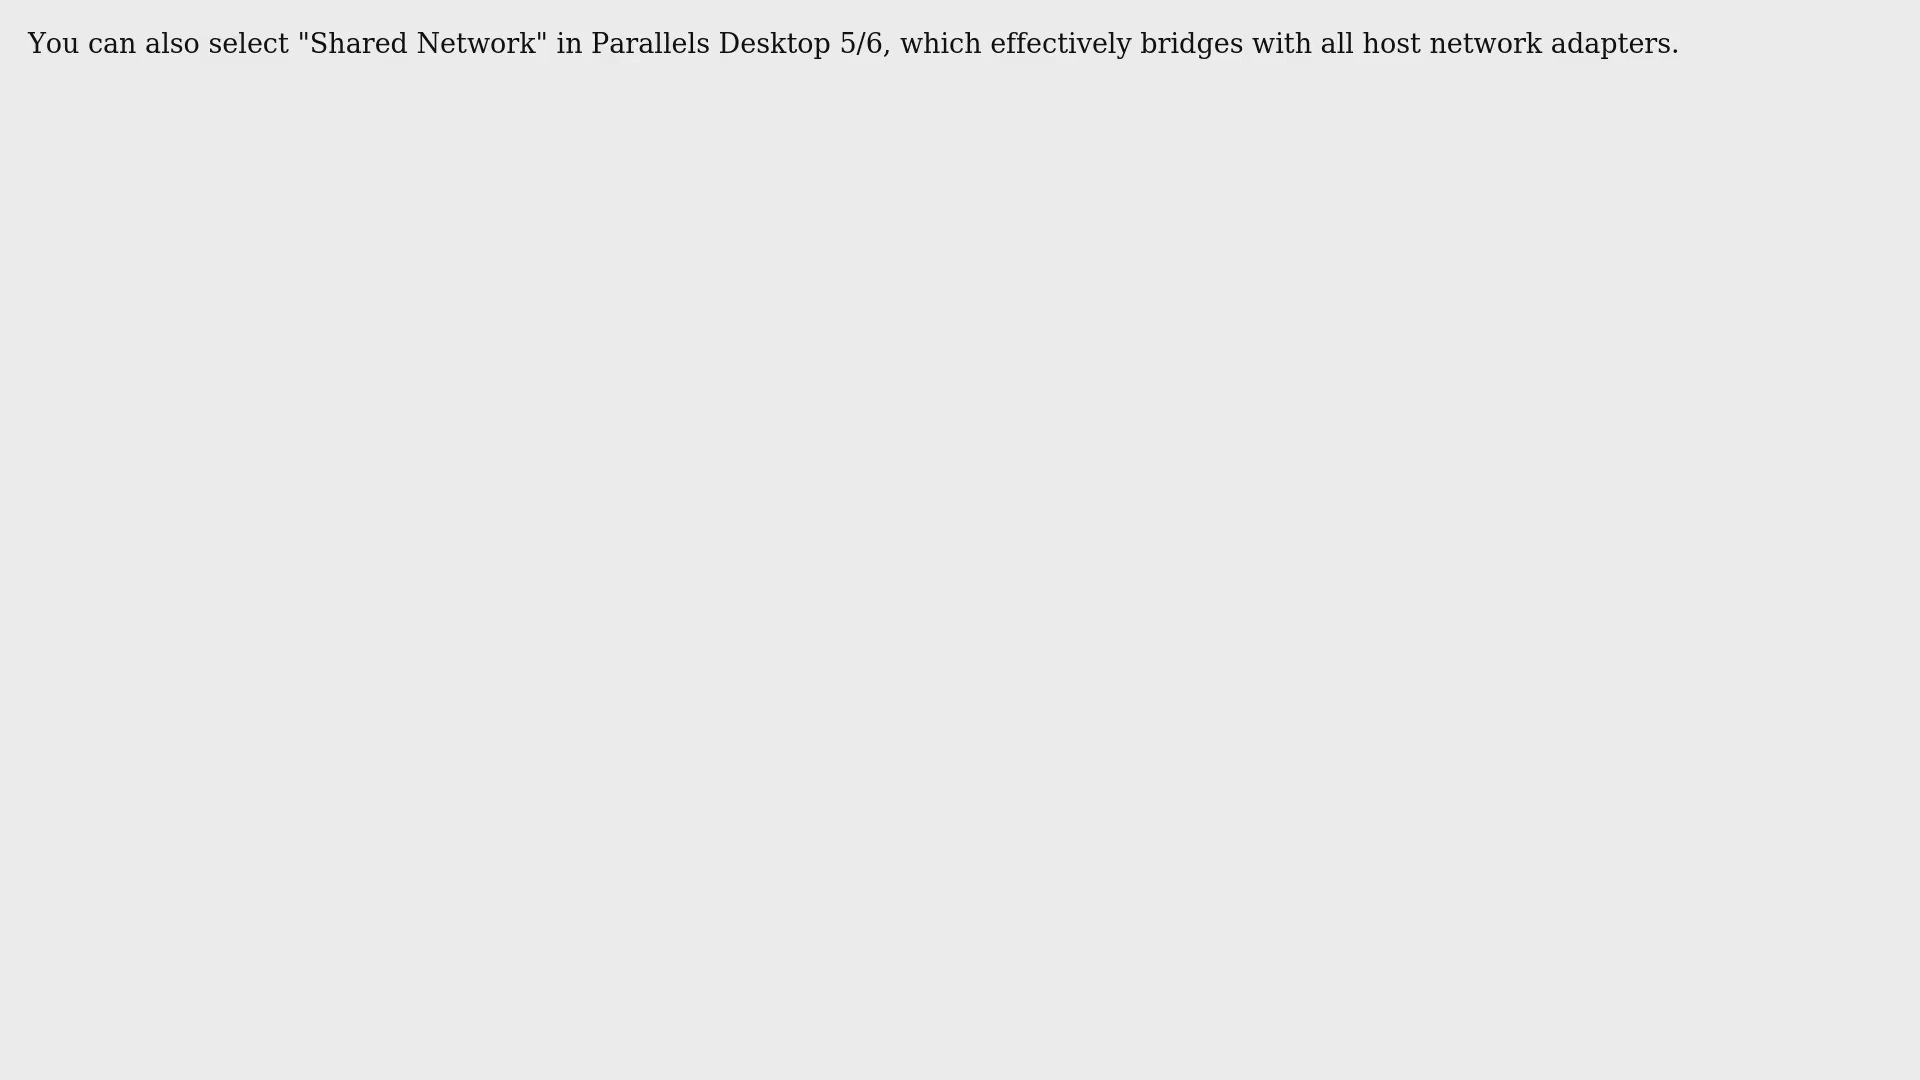 You can also select "Shared Network" in Parallels Desktop 5/6, which effectively bridges with all host network adapters.